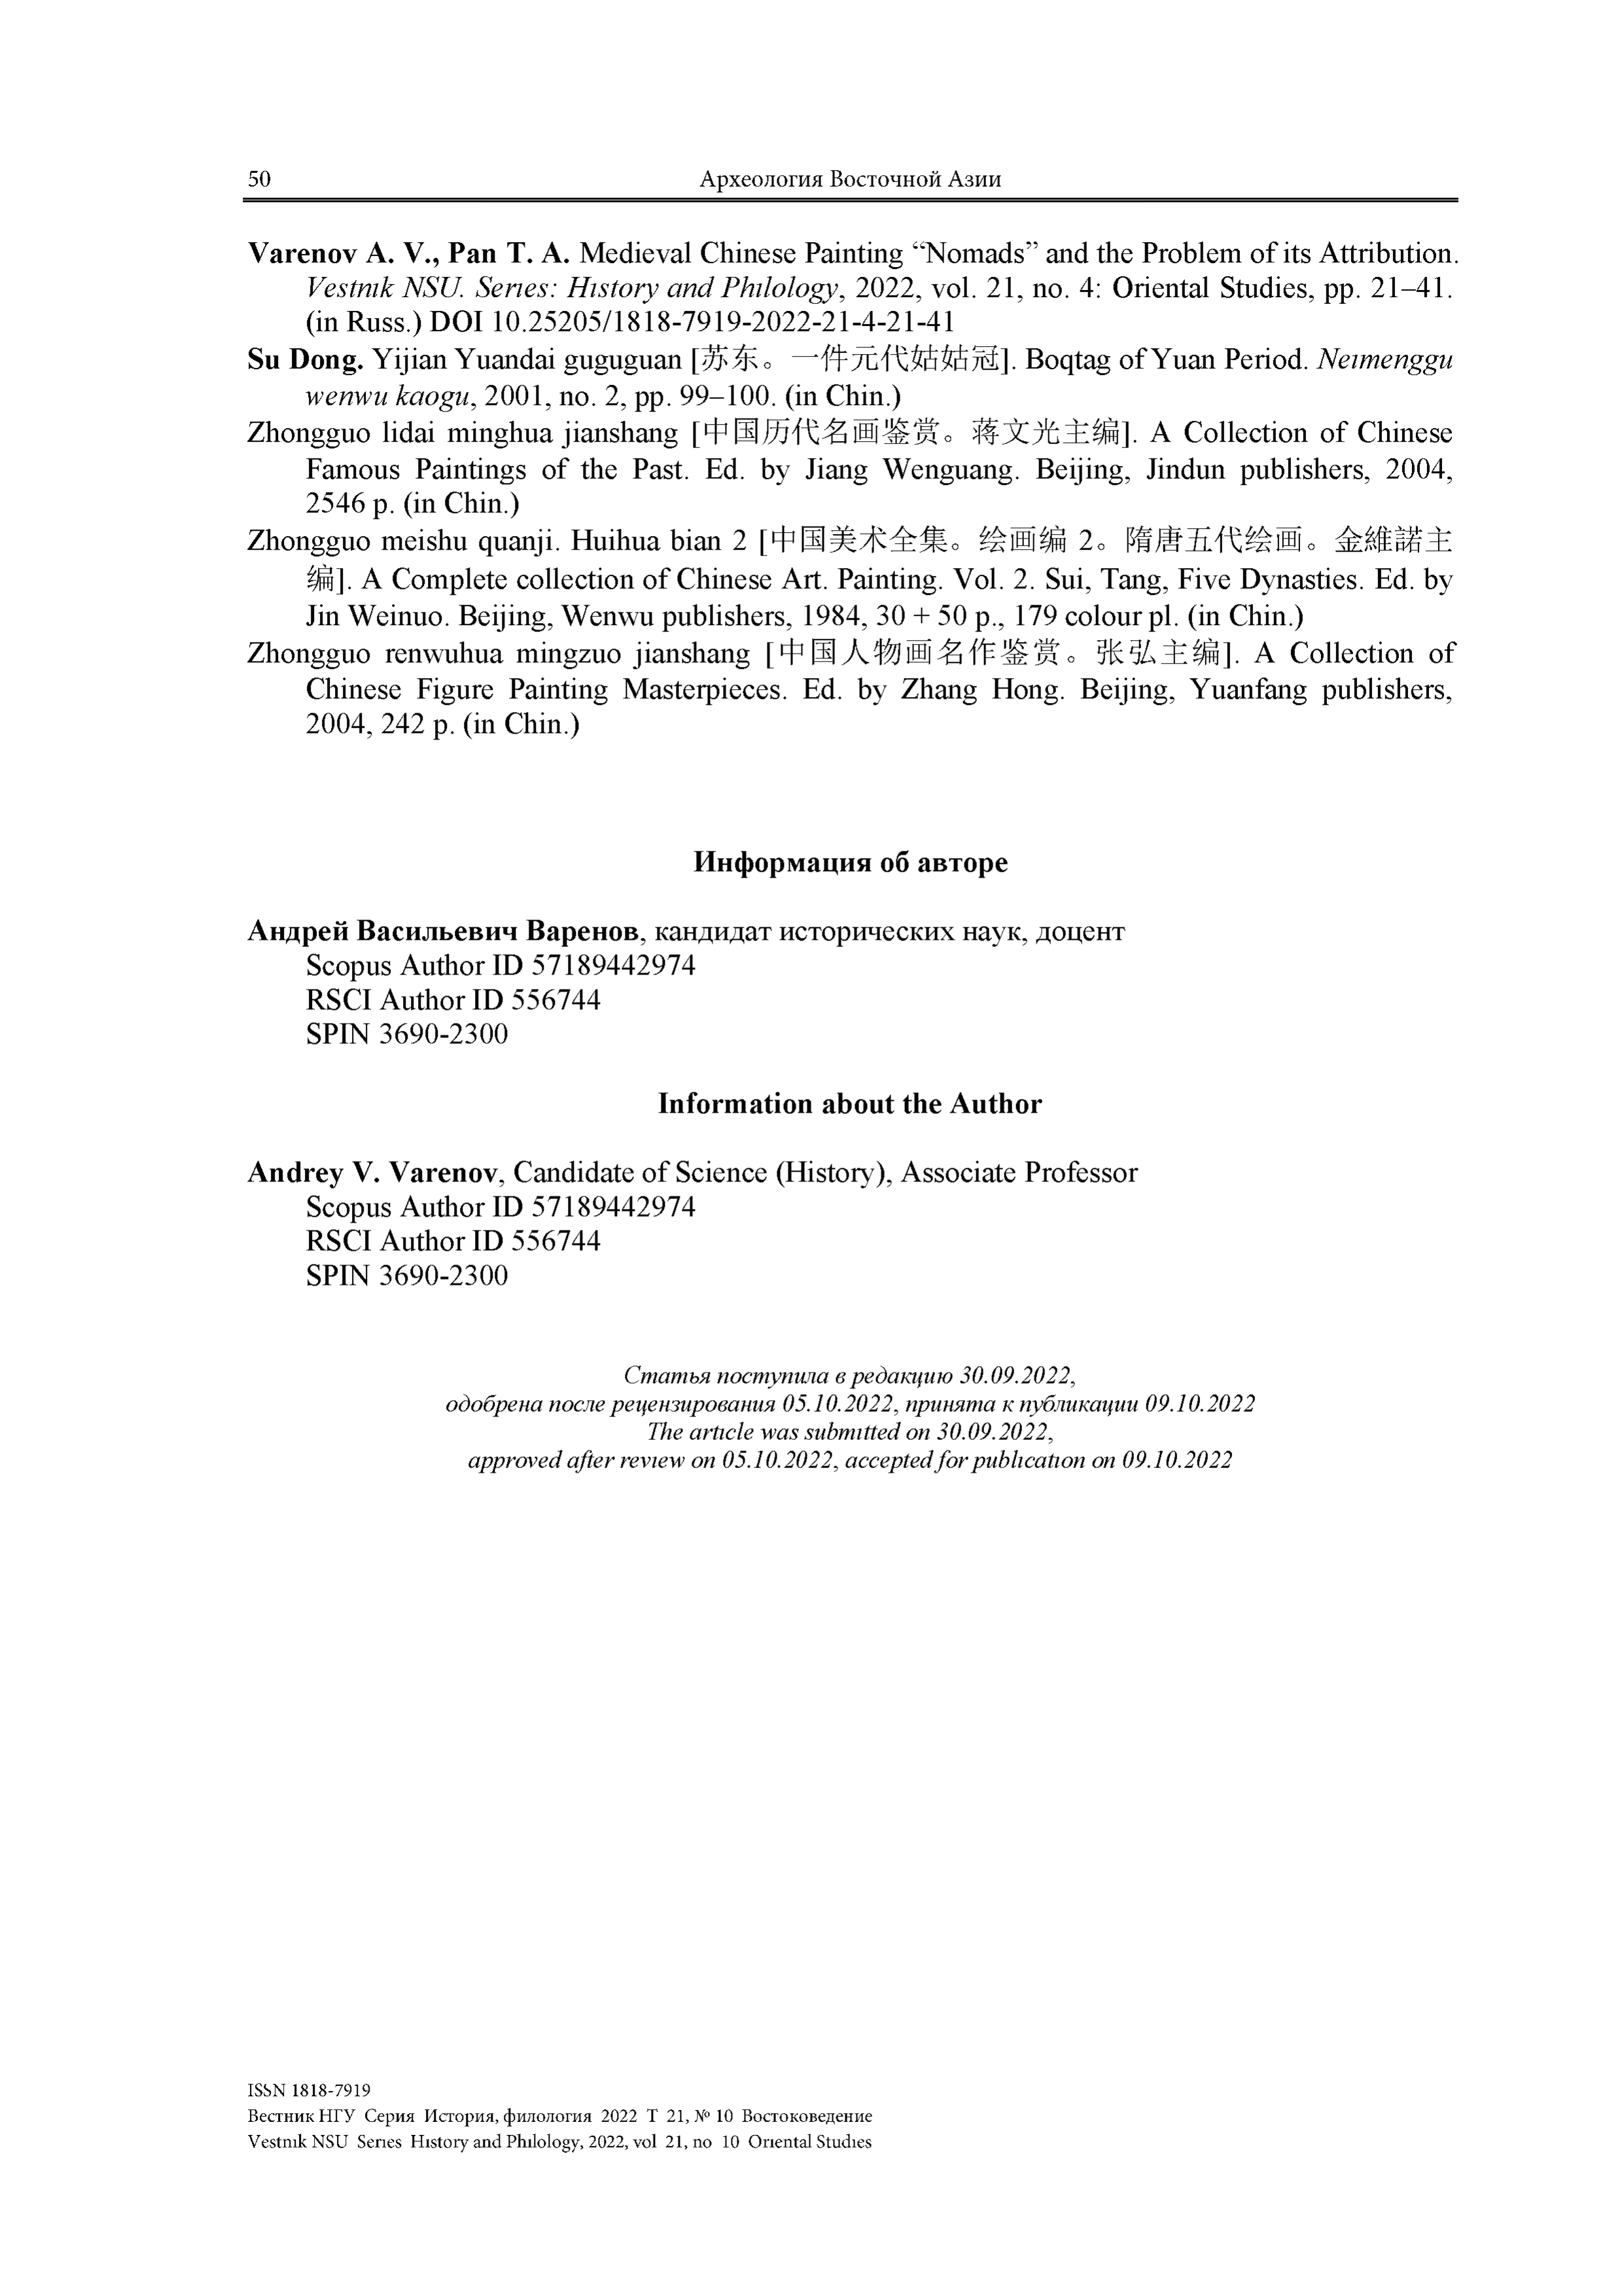 50
Археология Восточной Азии
Varenov A. V., Pan T. A. Medieval Chinese Painting “Nomads” and the Problem of its Attribution.
Vestnik NSU. Series: History and Philology, 2022, vol. 21, no. 4: Oriental Studies, pp. 21–41.
(in Russ.) DOI 10.25205/1818-7919-2022-21-4-21-41
Su Dong. Yijian Yuandai guguguan [苏东。一件元代姑姑冠]. Boqtag of Yuan Period. Neimenggu
wenwu kaogu, 2001, no. 2, pp. 99–100. (in Chin.)
Zhongguo lidai minghua jianshang [中国历代名画鉴赏。蒋文光主编]. A Collection of Chinese
Famous Paintings of the Past. Ed. by Jiang Wenguang. Beijing, Jindun publishers, 2004,
2546 p. (in Chin.)
Zhongguo meishu quanji. Huihua bian 2 [中国美术全集。绘画编 2。隋唐五代绘画。金維諾主
编]. A Complete collection of Chinese Art. Painting. Vol. 2. Sui, Tang, Five Dynasties. Ed. by
Jin Weinuo. Beijing, Wenwu publishers, 1984, 30 + 50 p., 179 colour pl. (in Chin.)
Zhongguo renwuhua mingzuo jianshang [中国人物画名作鉴赏。张弘主编]. A Collection of
Chinese Figure Painting Masterpieces. Ed. by Zhang Hong. Beijing, Yuanfang publishers,
2004, 242 p. (in Chin.)
Информация об авторе
Андрей Васильевич Варенов, кандидат исторических наук, доцент
Scopus Author ID 57189442974
RSCI Author ID 556744
SPIN 3690-2300
Information about the Author
Andrey V. Varenov, Candidate of Science (History), Associate Professor
Scopus Author ID 57189442974
RSCI Author ID 556744
SPIN 3690-2300
Статья поступила в редакцию 30.09.2022,
одобрена после рецензирования 05.10.2022, принята к публикации 09.10.2022
The article was submitted on 30.09.2022,
approved after review on 05.10.2022, accepted for publication on 09.10.2022
ISSN 1818-7919
Вестник НГУ Серия История, филология 2022 Т 21, № 10 Востоковедение
Vestnik NSU Series History and Philology, 2022, vol 21, no 10 Oriental Studies